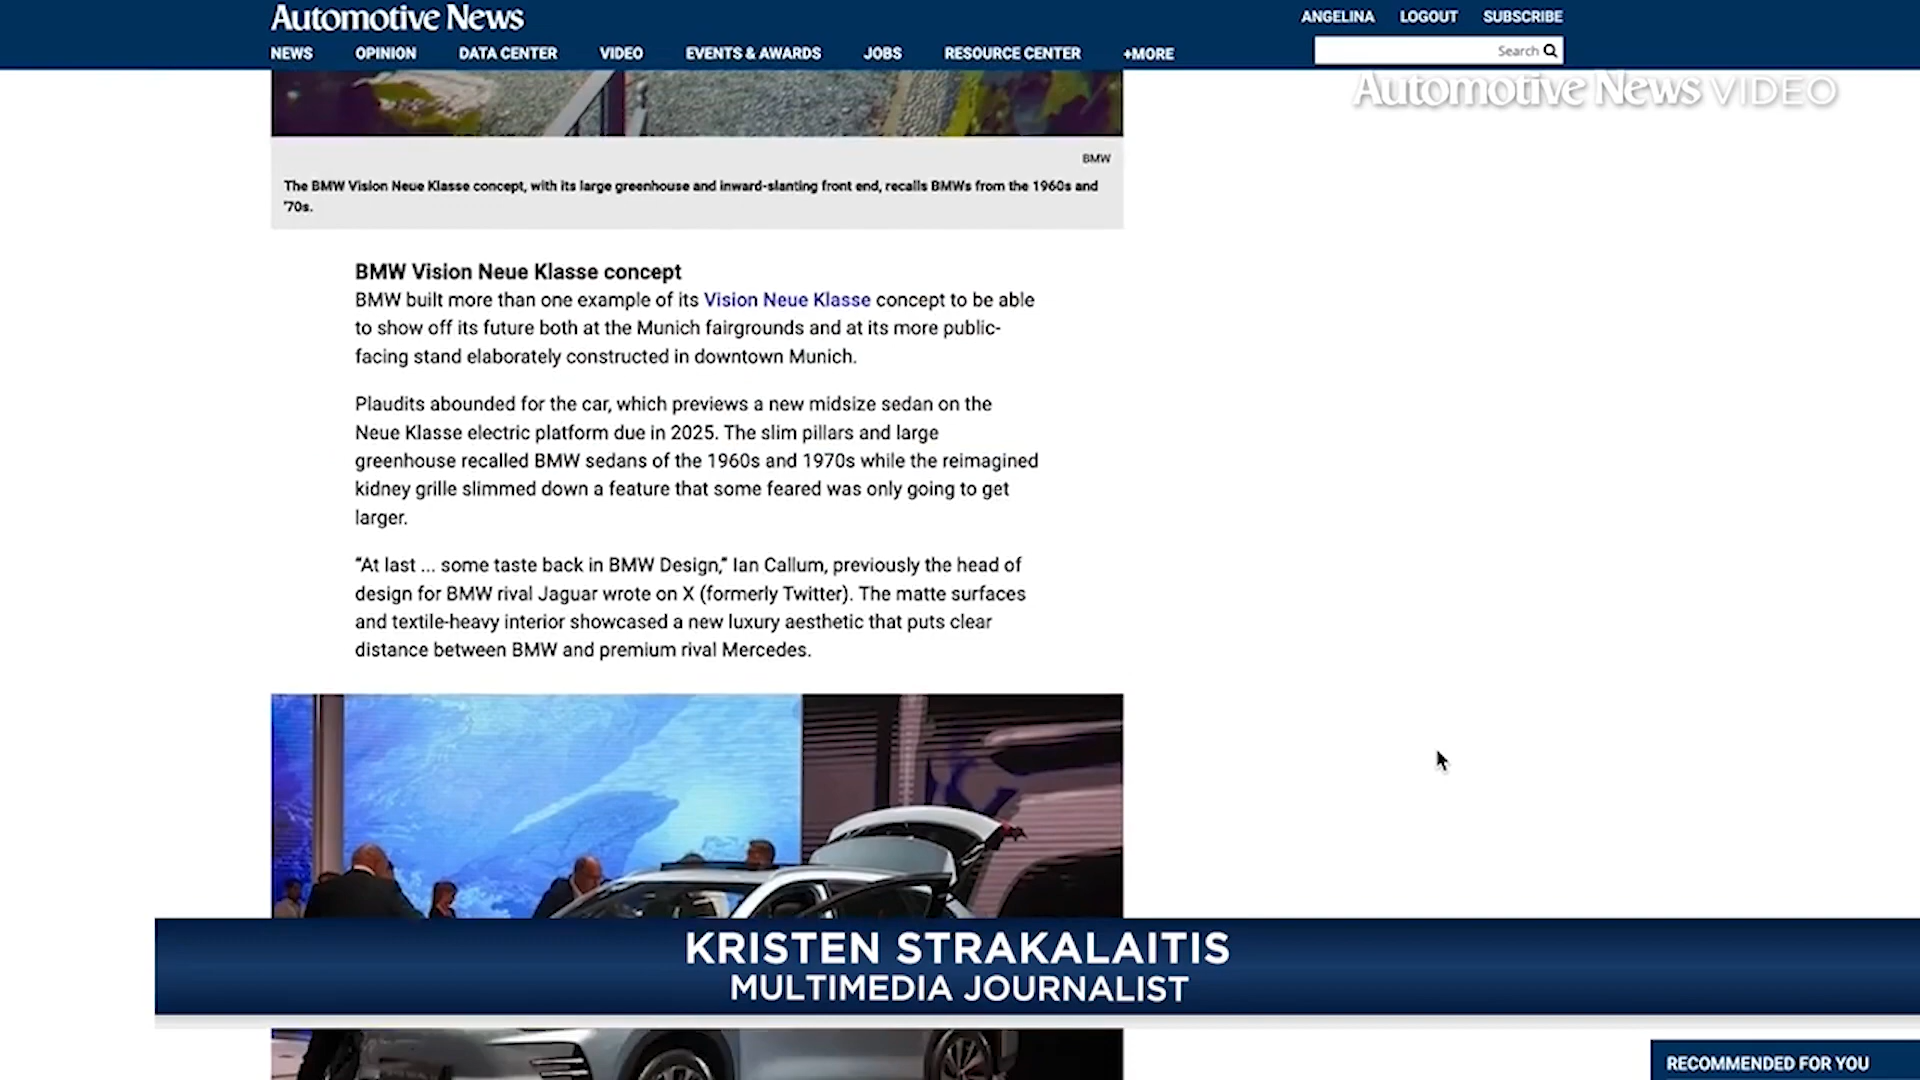 Automotive News
ANGELINA LOGOUT SUBSCRIBE
NEWS OPINION DATA CENTER VIDEO EVENTS & AWARDS JOBS RESOURCE CENTER +MORE
Search
Automotive News VIDEO
BMW
The BMW Vision Neue Klasse concept, with its large greenhouse and inward-slanting front end, recalls BMWs from the 1960s and
'70s.
BMW Vision Neue Klasse concept
BMW built more than one example of its Vision Neue Klasse concept to be able
to show off its future both at the Munich fairgrounds and at its more public-
facing stand elaborately constructed in downtown Munich.
Plaudits abounded for the car, which previews a new midsize sedan on the
Neue Klasse electric platform due in 2025. The slim pillars and large
greenhouse recalled BMW sedans of the 1960s and 1970s while the reimagined
kidney grille slimmed down a feature that some feared was only going to get
larger.
“At last ... some taste back in BMW Design,” Ian Callum, previously the head of
design for BMW rival Jaguar wrote on X (formerly Twitter). The matte surfaces
and textile-heavy interior showcased a new luxury aesthetic that puts clear
distance between BMW and premium rival Mercedes.
KRISTEN STRAKALAITIS
MULTIMEDIA JOURNALIST
RECOMMENDED FOR YOU